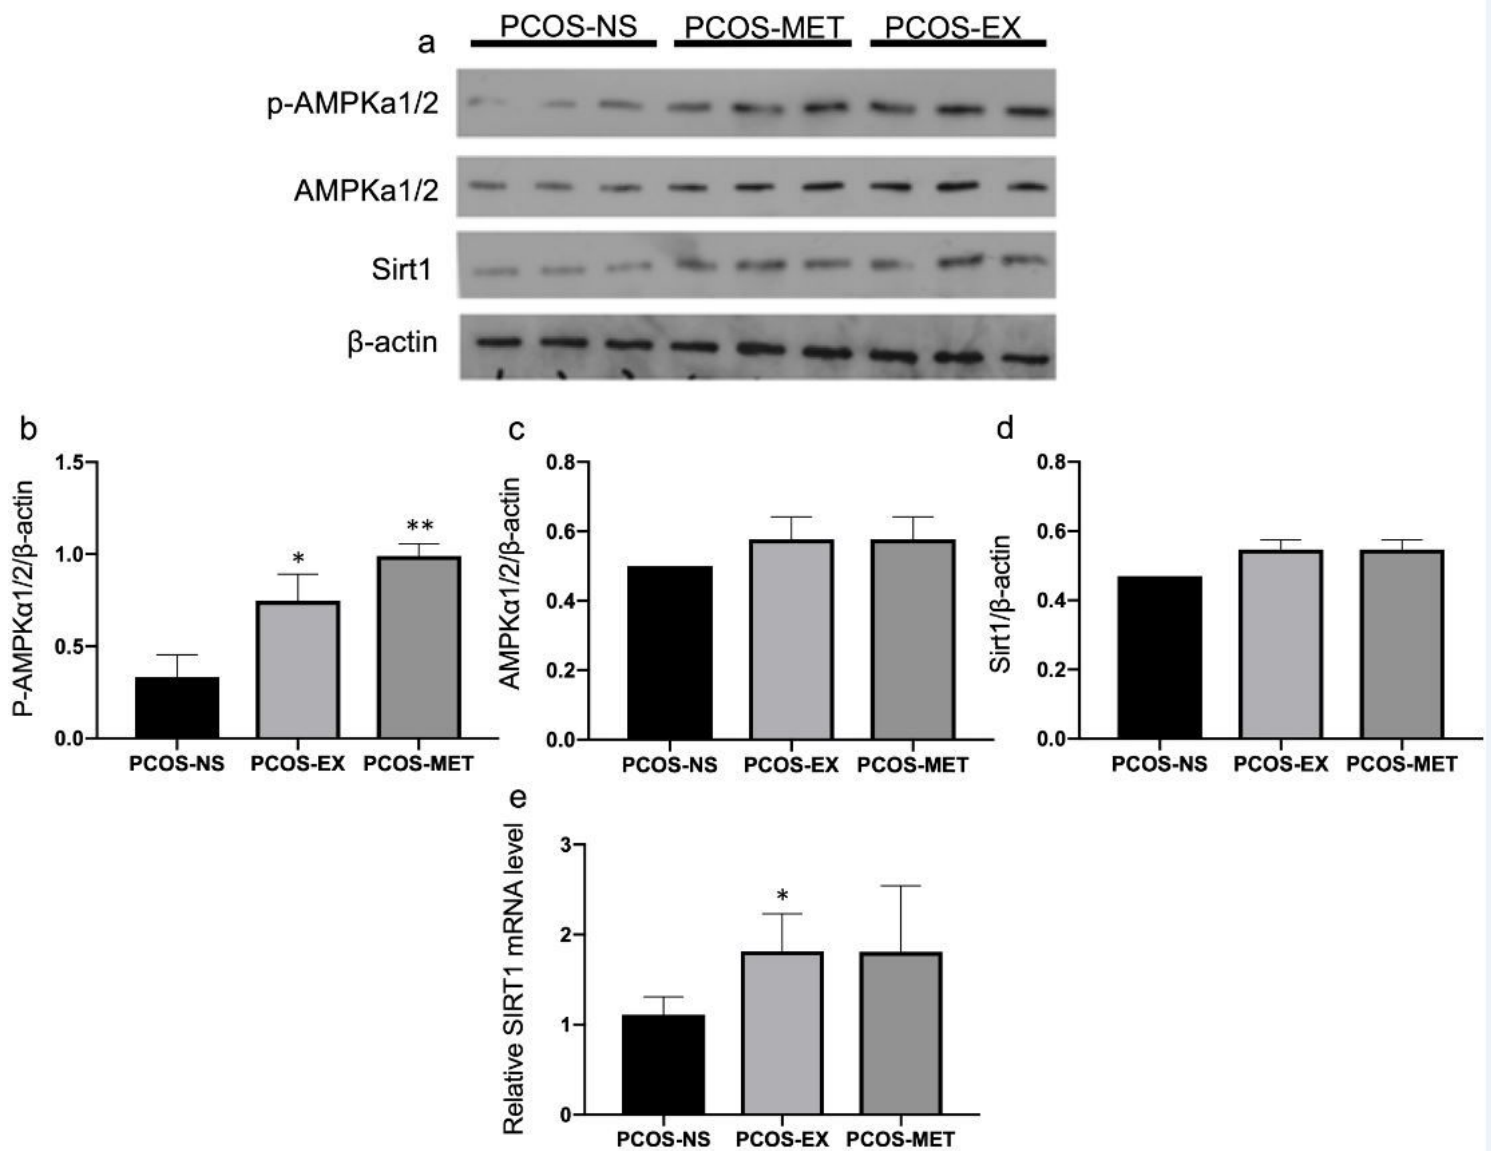 a
PCOS-NS PCOS-MET PCOS-EX
p-AMPKa1/2
AMPKa1/2
Sirt1
β-actin
b
P-AMPKα1/2/β-actin
1.5
1.0
0.5
0.0
* **
PCOS-NS PCOS-EX PCOS-MET
c
AMPKα1/2/β-actin
0.8
0.6
0.4
0.2
0.0
PCOS-NS PCOS-EX PCOS-MET
d
Sirt1/β-actin
0.8
0.6
0.4
0.2
0.0
PCOS-NS PCOS-EX PCOS-MET
e
Relative SIRT1 mRNA level
3
2
1
0
*
PCOS-NS PCOS-EX PCOS-MET